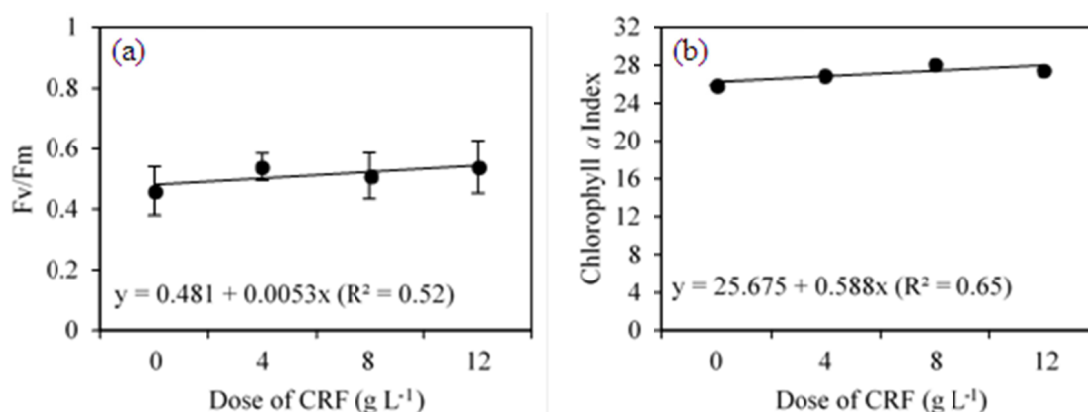 (a)
1
0.8
0.6
0.4
0.2
0
Fv/Fm
y = 0.481 + 0.0053x (R² = 0.52)
0 4 8 12
Dose of CRF (g L⁻¹)
(b)
32
28
24
20
16
12
8
4
0
Chlorophyll a Index
y = 25.675 + 0.588x (R² = 0.65)
0 4 8 12
Dose of CRF (g L⁻¹)